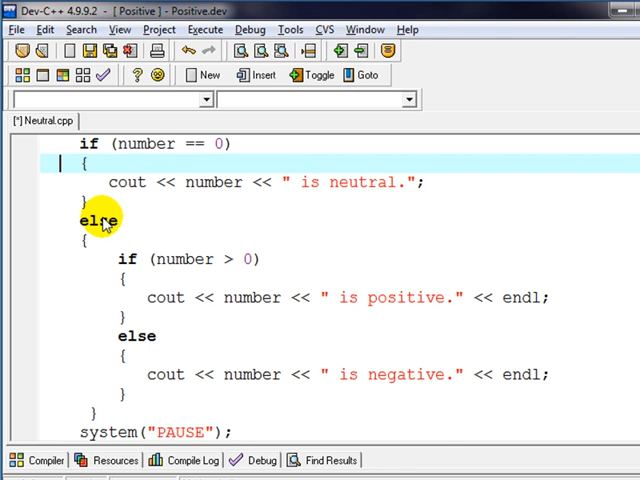 Dev-C++ 4.9.9.2 - [ Positive ] - Positive.dev
File Edit Search View Project Execute Debug Tools CVS Window Help
New Insert Toggle Goto
[*] Neutral.cpp
if (number == 0)
{
cout << number << " is neutral.";
}
else
{
if (number > 0)
{
cout << number << " is positive." << endl;
}
else
{
cout << number << " is negative." << endl;
}
}
system("PAUSE");
Compiler Resources Compile Log Debug Find Results